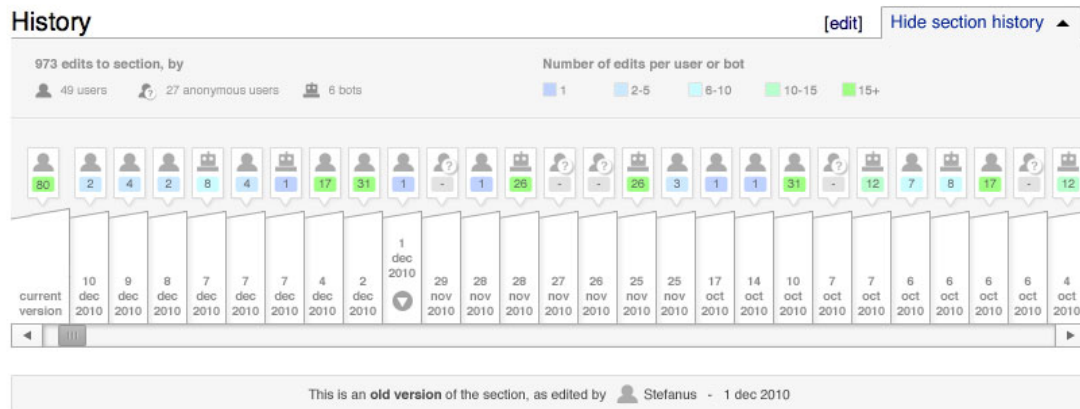 History [edit] Hide section history
973 edits to section, by Number of edits per user or bot
49 users 27 anonymous users 6 bots 1 2-5 6-10 10-15 15+
80 2 4 2 8 4 1 17 31 1 - 1 26 - - 26 3 1 1 31 - 12 7 8 17 - 12
current version
10 dec 2010
9 dec 2010
8 dec 2010
7 dec 2010
7 dec 2010
7 dec 2010
4 dec 2010
2 dec 2010
1 dec 2010
29 nov 2010
28 nov 2010
28 nov 2010
27 nov 2010
26 nov 2010
25 nov 2010
25 nov 2010
17 oct 2010
14 oct 2010
10 oct 2010
7 oct 2010
7 oct 2010
6 oct 2010
6 oct 2010
6 oct 2010
6 oct 2010
4 oct 2010
This is an old version of the section, as edited by Stefanus - 1 dec 2010